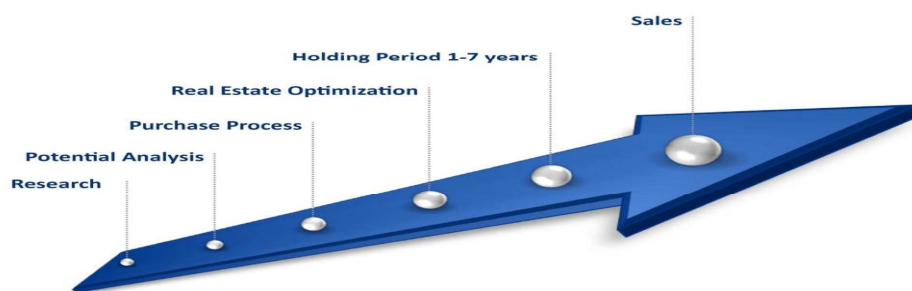 Sales
Holding Period 1-7 years
Real Estate Optimization
Purchase Process
Potential Analysis
Research